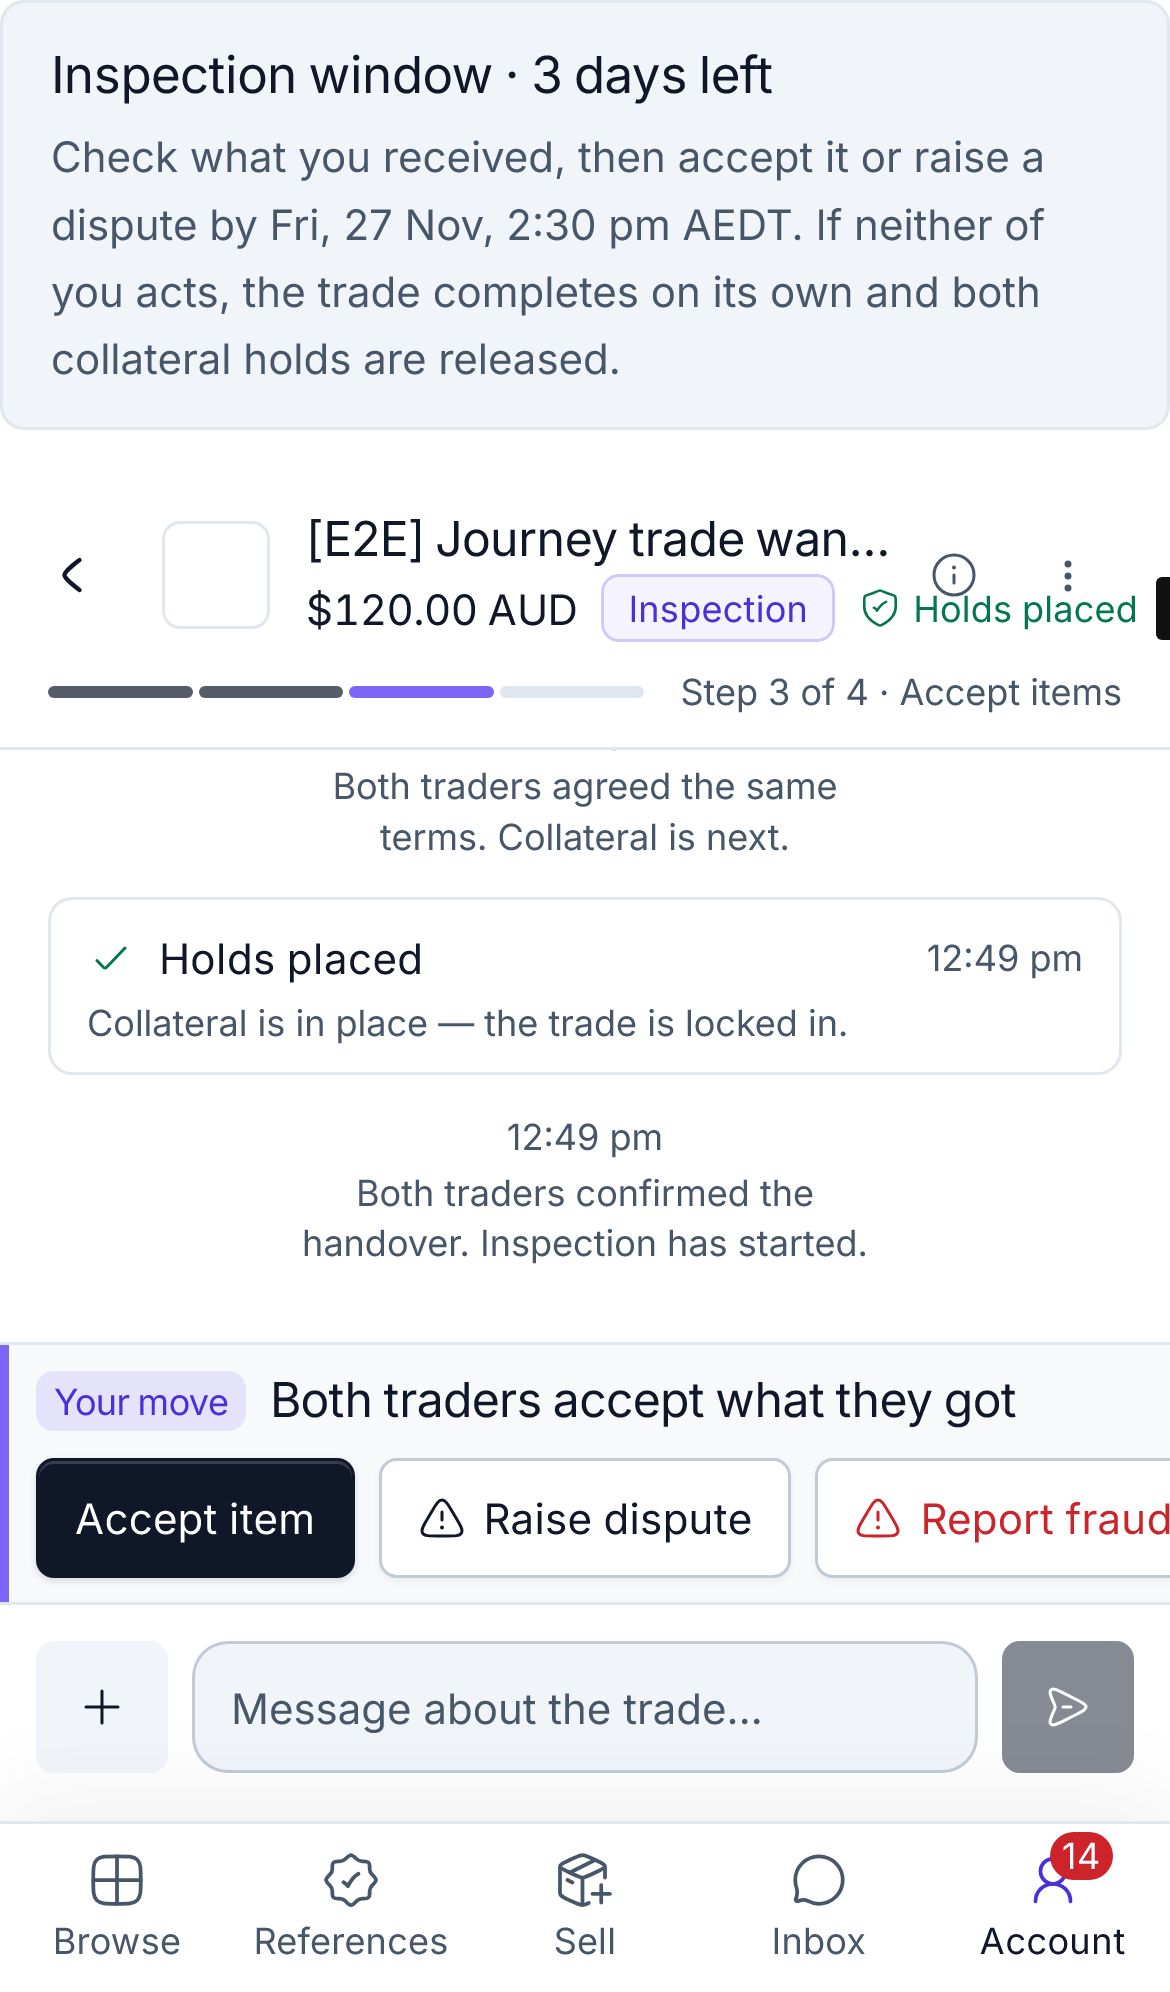 Inspection window · 3 days left
Check what you received, then accept it or raise a
dispute by Fri, 27 Nov, 2:30 pm AEDT. If neither of
you acts, the trade completes on its own and both
collateral holds are released.
[E2E] Journey trade wan...
$120.00 AUD Inspection Holds placed
Step 3 of 4 · Accept items
Both traders agreed the same
terms. Collateral is next.
Holds placed 12:49 pm
Collateral is in place — the trade is locked in.
12:49 pm
Both traders confirmed the
handover. Inspection has started.
Your move Both traders accept what they got
Accept item Raise dispute Report fraud
Message about the trade...
14
Browse References Sell Inbox Account